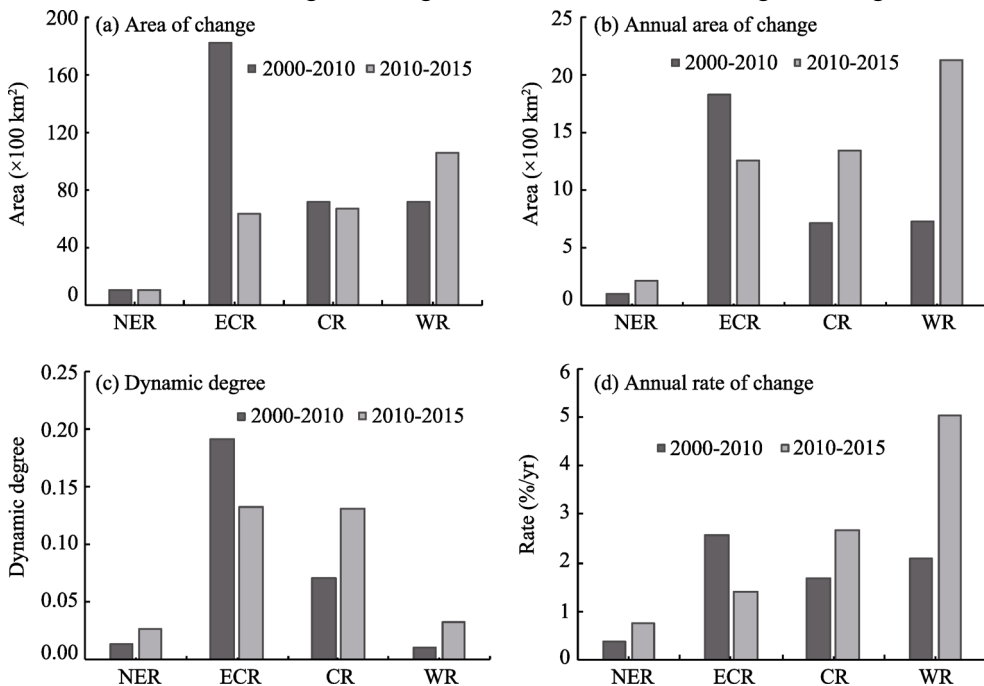 (a) Area of change
2000-2010 2010-2015
Area (×100 km²)
200
160
120
80
40
0
NER ECR CR WR
(b) Annual area of change
2000-2010 2010-2015
Area (×100 km²)
25
20
15
10
5
0
NER ECR CR WR
(c) Dynamic degree
2000-2010 2010-2015
Dynamic degree
0.25
0.20
0.15
0.10
0.05
0.00
NER ECR CR WR
(d) Annual rate of change
2000-2010 2010-2015
Rate (%/yr)
6
5
4
3
2
1
0
NER ECR CR WR